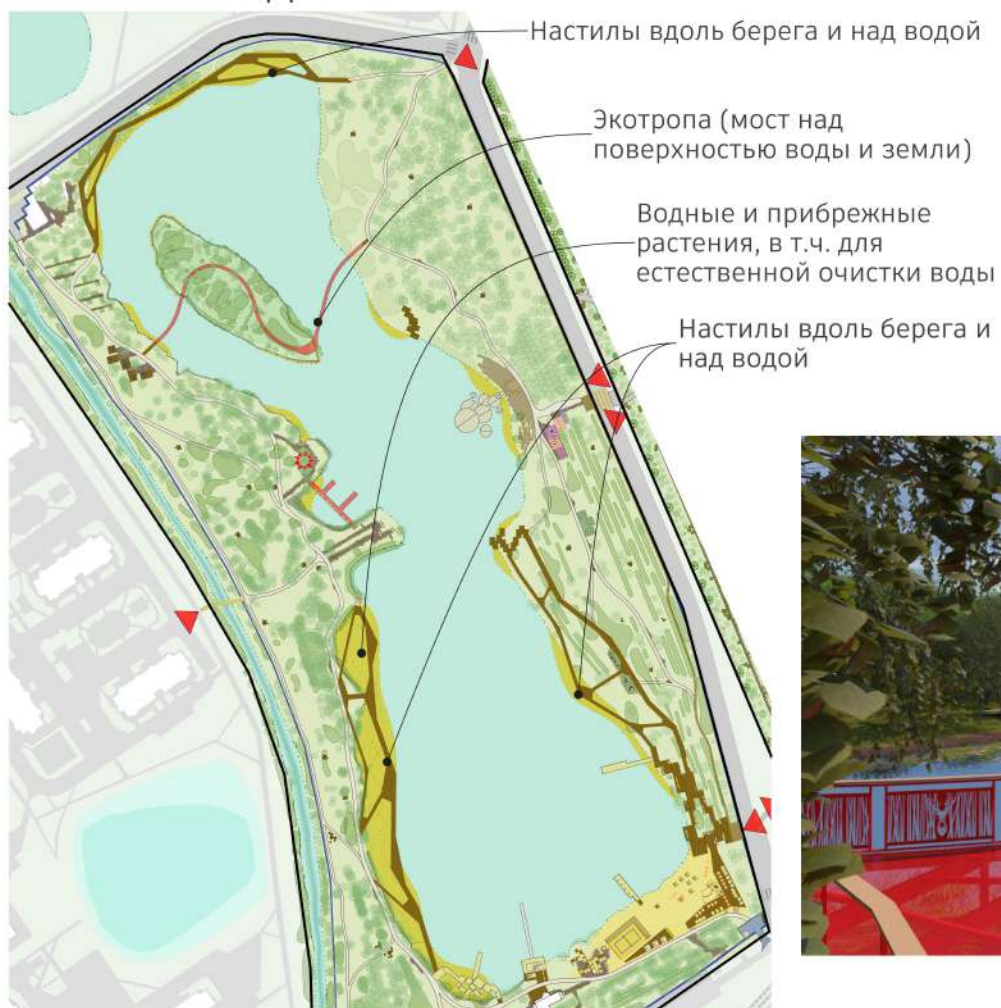 Настилы вдоль берега и над водой
Экотропа (мост над
поверхностью воды и земли)
Водные и прибрежные
растения, в т.ч. для
естественной очистки воды
Настилы вдоль берега и
над водой